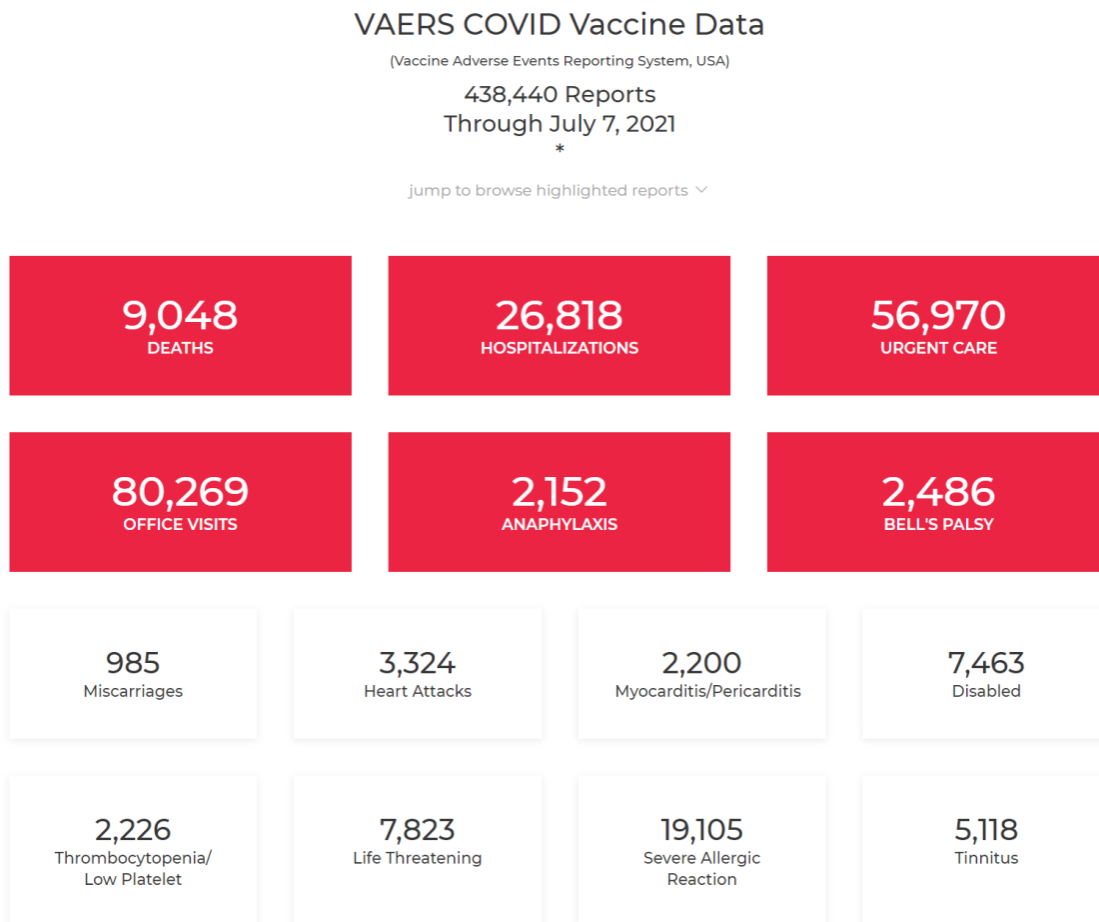 VAERS COVID Vaccine Data
(Vaccine Adverse Events Reporting System, USA)
438,440 Reports
Through July 7, 2021
*
jump to browse highlighted reports
9,048
DEATHS
26,818
HOSPITALIZATIONS
56,970
URGENT CARE
80,269
OFFICE VISITS
2,152
ANAPHYLAXIS
2,486
BELL'S PALSY
985
Miscarriages
3,324
Heart Attacks
2,200
Myocarditis/Pericarditis
7,463
Disabled
2,226
Thrombocytopenia/
Low Platelet
7,823
Life Threatening
19,105
Severe Allergic
Reaction
5,118
Tinnitus